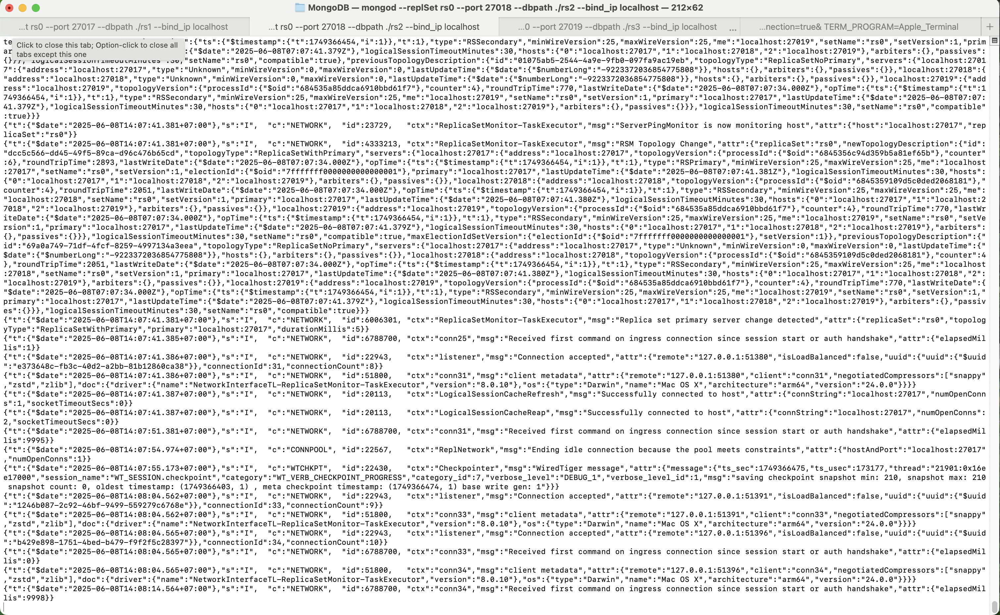 MongoDB — mongod --replSet rs0 --port 27018 --dbpath ./rs2 --bind_ip localhost — 212×62
...t rs0 --port 27017 --dbpath ./rs1 --bind_ip localhost
...t rs0 --port 27018 --dbpath ./rs2 --bind_ip localhost
...0 --port 27019 --dbpath ./rs3 --bind_ip localhost ...
...nection=true& TERM_PROGRAM=Apple_Terminal
Click to close this tab; Option-click to close all
tabs except this one
te ":{"ts":{"$timestamp":{"t":1749366454,"i":1}},"t":1},"type":"RSSecondary","minWireVersion":25,"maxWireVersion":25,"me":"localhost:27019","setName":"rs0","setVersion":1,"prim
ar :{"$date":"2025-06-08T07:07:41.379Z"},"logicalSessionTimeoutMinutes":30,"hosts":{"0":"localhost:27017","1":"localhost:27018","2":"localhost:27019"},"arbiters":{},"passives":
{}}},"logicalSessionTimeoutMinutes":30,"setName":"rs0","compatible":true},"previousTopologyDescription":{"id":"01075ab5-2544-4a9e-9fb0-097fa9ac19eb","topologyType":"ReplicaSetNoPrimary","servers":{"localhost:2701
7":{"address":"localhost:27017","type":"Unknown","minWireVersion":0,"maxWireVersion":0,"lastUpdateTime":{"$date":{"$numberLong":"-9223372036854775808"}},"hosts":{},"arbiters":{},"passives":{}},"localhost:27018":{
"address":"localhost:27018","type":"Unknown","minWireVersion":0,"maxWireVersion":0,"lastUpdateTime":{"$date":{"$numberLong":"-9223372036854775808"}},"hosts":{},"arbiters":{},"passives":{}},"localhost:27019":{"add
ress":"localhost:27019","topologyVersion":{"processId":{"$oid":"684535a85ddca6910bbd61f7"},"counter":4},"roundTripTime":770,"lastWriteDate":{"$date":"2025-06-08T07:07:34.000Z"},"opTime":{"ts":{"$timestamp":{"t":1
749366454,"i":1}},"t":1},"type":"RSSecondary","minWireVersion":25,"maxWireVersion":25,"me":"localhost:27019","setName":"rs0","setVersion":1,"primary":"localhost:27017","lastUpdateTime":{"$date":"2025-06-08T07:07:
41.379Z"},"logicalSessionTimeoutMinutes":30,"hosts":{"0":"localhost:27017","1":"localhost:27018","2":"localhost:27019"},"arbiters":{},"passives":{}}},"logicalSessionTimeoutMinutes":30,"setName":"rs0","compatible"
:true}}}
{"t":{"$date":"2025-06-08T14:07:41.381+07:00"},"s":"I",  "c":"NETWORK",  "id":23729,   "ctx":"ReplicaSetMonitor-TaskExecutor","msg":"ServerPingMonitor is now monitoring host","attr":{"host":"localhost:27017","rep
licaSet":"rs0"}}
{"t":{"$date":"2025-06-08T14:07:41.381+07:00"},"s":"I",  "c":"NETWORK",  "id":4333213, "ctx":"ReplicaSetMonitor-TaskExecutor","msg":"RSM Topology Change","attr":{"replicaSet":"rs0","newTopologyDescription":{"id":
"dcc5c566-dd45-49f5-89ca-d96c476b65cd","topologyType":"ReplicaSetWithPrimary","servers":{"localhost:27017":{"address":"localhost:27017","topologyVersion":{"processId":{"$oid":"6845356c94d359b5a81ef65b"},"counter"
:6},"roundTripTime":2893,"lastWriteDate":{"$date":"2025-06-08T07:07:34.000Z"},"opTime":{"ts":{"$timestamp":{"t":1749366454,"i":1}},"t":1},"type":"RSPrimary","minWireVersion":25,"maxWireVersion":25,"me":"localhost
:27017","setName":"rs0","setVersion":1,"electionId":{"$oid":"7fffffff0000000000000001"},"primary":"localhost:27017","lastUpdateTime":{"$date":"2025-06-08T07:07:41.381Z"},"logicalSessionTimeoutMinutes":30,"hosts":
{"0":"localhost:27017","1":"localhost:27018","2":"localhost:27019"},"arbiters":{},"passives":{}},"localhost:27018":{"address":"localhost:27018","topologyVersion":{"processId":{"$oid":"6845359109d5c0ded2068181"},"
counter":4},"roundTripTime":2051,"lastWriteDate":{"$date":"2025-06-08T07:07:34.000Z"},"opTime":{"ts":{"$timestamp":{"t":1749366454,"i":1}},"t":1},"type":"RSSecondary","minWireVersion":25,"maxWireVersion":25,"me":
"localhost:27018","setName":"rs0","setVersion":1,"primary":"localhost:27017","lastUpdateTime":{"$date":"2025-06-08T07:07:41.380Z"},"logicalSessionTimeoutMinutes":30,"hosts":{"0":"localhost:27017","1":"localhost:2
7018","2":"localhost:27019"},"arbiters":{},"passives":{}},"localhost:27019":{"address":"localhost:27019","topologyVersion":{"processId":{"$oid":"684535a85ddca6910bbd61f7"},"counter":4},"roundTripTime":770,"lastWr
iteDate":{"$date":"2025-06-08T07:07:34.000Z"},"opTime":{"ts":{"$timestamp":{"t":1749366454,"i":1}},"t":1},"type":"RSSecondary","minWireVersion":25,"maxWireVersion":25,"me":"localhost:27019","setName":"rs0","setVe
rsion":1,"primary":"localhost:27017","lastUpdateTime":{"$date":"2025-06-08T07:07:41.379Z"},"logicalSessionTimeoutMinutes":30,"hosts":{"0":"localhost:27017","1":"localhost:27018","2":"localhost:27019"},"arbiters":
{},"passives":{}}},"logicalSessionTimeoutMinutes":30,"setName":"rs0","compatible":true,"maxElectionIdSetVersion":{"electionId":{"$oid":"7fffffff0000000000000001"},"setVersion":1}},"previousTopologyDescription":{"
id":"69a0a749-71df-4fcf-8259-4997134a3eea","topologyType":"ReplicaSetNoPrimary","servers":{"localhost:27017":{"address":"localhost:27017","type":"Unknown","minWireVersion":0,"maxWireVersion":0,"lastUpdateTime":{"
$date":{"$numberLong":"-9223372036854775808"}},"hosts":{},"arbiters":{},"passives":{}},"localhost:27018":{"address":"localhost:27018","topologyVersion":{"processId":{"$oid":"6845359109d5c0ded2068181"},"counter":4
},"roundTripTime":2051,"lastWriteDate":{"$date":"2025-06-08T07:07:34.000Z"},"opTime":{"ts":{"$timestamp":{"t":1749366454,"i":1}},"t":1},"type":"RSSecondary","minWireVersion":25,"maxWireVersion":25,"me":"localhost
:27018","setName":"rs0","setVersion":1,"primary":"localhost:27017","lastUpdateTime":{"$date":"2025-06-08T07:07:41.380Z"},"logicalSessionTimeoutMinutes":30,"hosts":{"0":"localhost:27017","1":"localhost:27018","2":
"localhost:27019"},"arbiters":{},"passives":{}},"localhost:27019":{"address":"localhost:27019","topologyVersion":{"processId":{"$oid":"684535a85ddca6910bbd61f7"},"counter":4},"roundTripTime":770,"lastWriteDate":{
"$date":"2025-06-08T07:07:34.000Z"},"opTime":{"ts":{"$timestamp":{"t":1749366454,"i":1}},"t":1},"type":"RSSecondary","minWireVersion":25,"maxWireVersion":25,"me":"localhost:27019","setName":"rs0","setVersion":1,"
primary":"localhost:27017","lastUpdateTime":{"$date":"2025-06-08T07:07:41.379Z"},"logicalSessionTimeoutMinutes":30,"hosts":{"0":"localhost:27017","1":"localhost:27018","2":"localhost:27019"},"arbiters":{},"passiv
es":{}}},"logicalSessionTimeoutMinutes":30,"setName":"rs0","compatible":true}}}
{"t":{"$date":"2025-06-08T14:07:41.381+07:00"},"s":"I",  "c":"NETWORK",  "id":6006301, "ctx":"ReplicaSetMonitor-TaskExecutor","msg":"Replica set primary server change detected","attr":{"replicaSet":"rs0","topolog
yType":"ReplicaSetWithPrimary","primary":"localhost:27017","durationMillis":5}}
{"t":{"$date":"2025-06-08T14:07:41.385+07:00"},"s":"I",  "c":"NETWORK",  "id":6788700, "ctx":"conn25","msg":"Received first command on ingress connection since session start or auth handshake","attr":{"elapsedMil
lis":1}}
{"t":{"$date":"2025-06-08T14:07:41.386+07:00"},"s":"I",  "c":"NETWORK",  "id":22943,   "ctx":"listener","msg":"Connection accepted","attr":{"remote":"127.0.0.1:51380","isLoadBalanced":false,"uuid":{"uuid":{"$uuid
":"e373648c-fb3c-40d2-a2bb-81b12860ca38"}},"connectionId":31,"connectionCount":8}}
{"t":{"$date":"2025-06-08T14:07:41.386+07:00"},"s":"I",  "c":"NETWORK",  "id":51800,   "ctx":"conn31","msg":"client metadata","attr":{"remote":"127.0.0.1:51380","client":"conn31","negotiatedCompressors":["snappy"
,"zstd","zlib"],"doc":{"driver":{"name":"NetworkInterfaceTL-ReplicaSetMonitor-TaskExecutor","version":"8.0.10"},"os":{"type":"Darwin","name":"Mac OS X","architecture":"arm64","version":"24.0.0"}}}}
{"t":{"$date":"2025-06-08T14:07:41.387+07:00"},"s":"I",  "c":"NETWORK",  "id":20113,   "ctx":"LogicalSessionCacheRefresh","msg":"Successfully connected to host","attr":{"connString":"localhost:27017","numOpenConn
s":1,"socketTimeoutSecs":0}}
{"t":{"$date":"2025-06-08T14:07:41.387+07:00"},"s":"I",  "c":"NETWORK",  "id":20113,   "ctx":"LogicalSessionCacheReap","msg":"Successfully connected to host","attr":{"connString":"localhost:27017","numOpenConns":
2,"socketTimeoutSecs":0}}
{"t":{"$date":"2025-06-08T14:07:51.381+07:00"},"s":"I",  "c":"NETWORK",  "id":6788700, "ctx":"conn31","msg":"Received first command on ingress connection since session start or auth handshake","attr":{"elapsedMil
lis":9995}}
{"t":{"$date":"2025-06-08T14:07:54.974+07:00"},"s":"I",  "c":"CONNPOOL", "id":22567,   "ctx":"ReplNetwork","msg":"Ending idle connection because the pool meets constraints","attr":{"hostAndPort":"localhost:27017"
,"numOpenConns":1}}
{"t":{"$date":"2025-06-08T14:07:55.173+07:00"},"s":"I",  "c":"WTCHKPT",  "id":22430,   "ctx":"Checkpointer","msg":"WiredTiger message","attr":{"message":{"ts_sec":1749366475,"ts_usec":173177,"thread":"21901:0x16e
e17000","session_name":"WT_SESSION.checkpoint","category":"WT_VERB_CHECKPOINT_PROGRESS","category_id":7,"verbose_level":"DEBUG_1","verbose_level_id":1,"msg":"saving checkpoint snapshot min: 210, snapshot max: 210
 snapshot count: 0, oldest timestamp: (1749366403, 1) , meta checkpoint timestamp: (1749366474, 1) base write gen: 1"}}}
{"t":{"$date":"2025-06-08T14:08:04.562+07:00"},"s":"I",  "c":"NETWORK",  "id":22943,   "ctx":"listener","msg":"Connection accepted","attr":{"remote":"127.0.0.1:51391","isLoadBalanced":false,"uuid":{"uuid":{"$uuid
":"1246b087-2c92-46bf-9499-559279c6768e"}},"connectionId":33,"connectionCount":9}}
{"t":{"$date":"2025-06-08T14:08:04.562+07:00"},"s":"I",  "c":"NETWORK",  "id":51800,   "ctx":"conn33","msg":"client metadata","attr":{"remote":"127.0.0.1:51391","client":"conn33","negotiatedCompressors":["snappy"
,"zstd","zlib"],"doc":{"driver":{"name":"NetworkInterfaceTL-ReplicaSetMonitor-TaskExecutor","version":"8.0.10"},"os":{"type":"Darwin","name":"Mac OS X","architecture":"arm64","version":"24.0.0"}}}}
{"t":{"$date":"2025-06-08T14:08:04.565+07:00"},"s":"I",  "c":"NETWORK",  "id":22943,   "ctx":"listener","msg":"Connection accepted","attr":{"remote":"127.0.0.1:51396","isLoadBalanced":false,"uuid":{"uuid":{"$uuid
":"b429e898-1751-4bed-b479-f9f2f5c28397"}},"connectionId":34,"connectionCount":10}}
{"t":{"$date":"2025-06-08T14:08:04.565+07:00"},"s":"I",  "c":"NETWORK",  "id":6788700, "ctx":"conn33","msg":"Received first command on ingress connection since session start or auth handshake","attr":{"elapsedMil
lis":0}}
{"t":{"$date":"2025-06-08T14:08:04.565+07:00"},"s":"I",  "c":"NETWORK",  "id":51800,   "ctx":"conn34","msg":"client metadata","attr":{"remote":"127.0.0.1:51396","client":"conn34","negotiatedCompressors":["snappy"
,"zstd","zlib"],"doc":{"driver":{"name":"NetworkInterfaceTL-ReplicaSetMonitor-TaskExecutor","version":"8.0.10"},"os":{"type":"Darwin","name":"Mac OS X","architecture":"arm64","version":"24.0.0"}}}}
{"t":{"$date":"2025-06-08T14:08:14.564+07:00"},"s":"I",  "c":"NETWORK",  "id":6788700, "ctx":"conn34","msg":"Received first command on ingress connection since session start or auth handshake","attr":{"elapsedMil
lis":9998}}